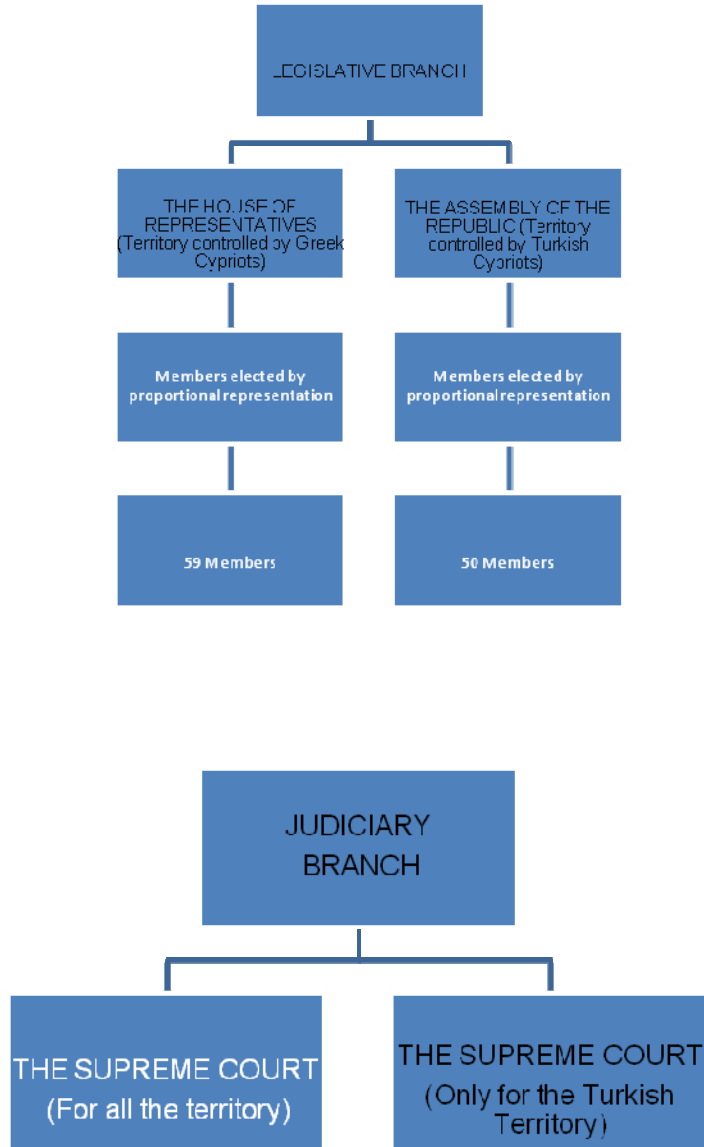 LEGISLATIVE BRANCH
THE HOUSE OF
REPRESENTATIVES
(Territory controlled by Greek
Cypriots)
THE ASSEMBLY OF THE
REPUBLIC (Territory
controlled by Turkish
Cypriots)
Members elected by
proportional representation
Members elected by
proportional representation
59 Members
50 Members
JUDICIARY
BRANCH
THE SUPREME COURT
(For all the territory)
THE SUPREME COURT
(Only for the Turkish
Territory)